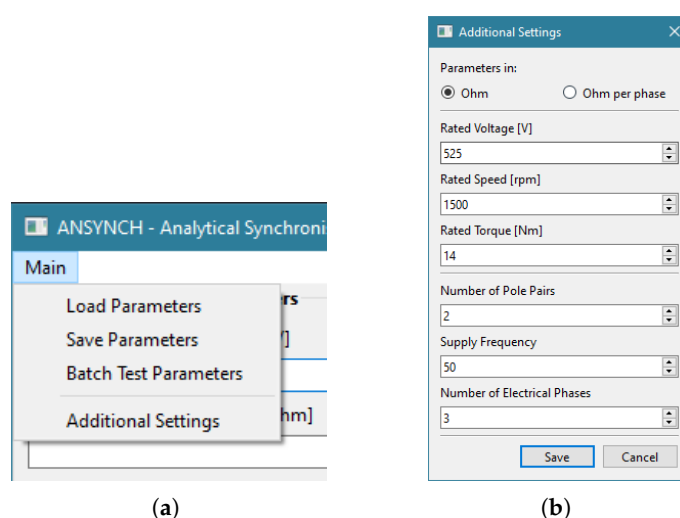 ANSYNCH - Analytical Synchroni
Main
Load Parameters
Save Parameters
Batch Test Parameters
Additional Settings
rs
]
hm]
(a)
Additional Settings
Parameters in:
Ohm Ohm per phase
Rated Voltage [V]
525
Rated Speed [rpm]
1500
Rated Torque [Nm]
14
Number of Pole Pairs
2
Supply Frequency
50
Number of Electrical Phases
3
Save Cancel
(b)